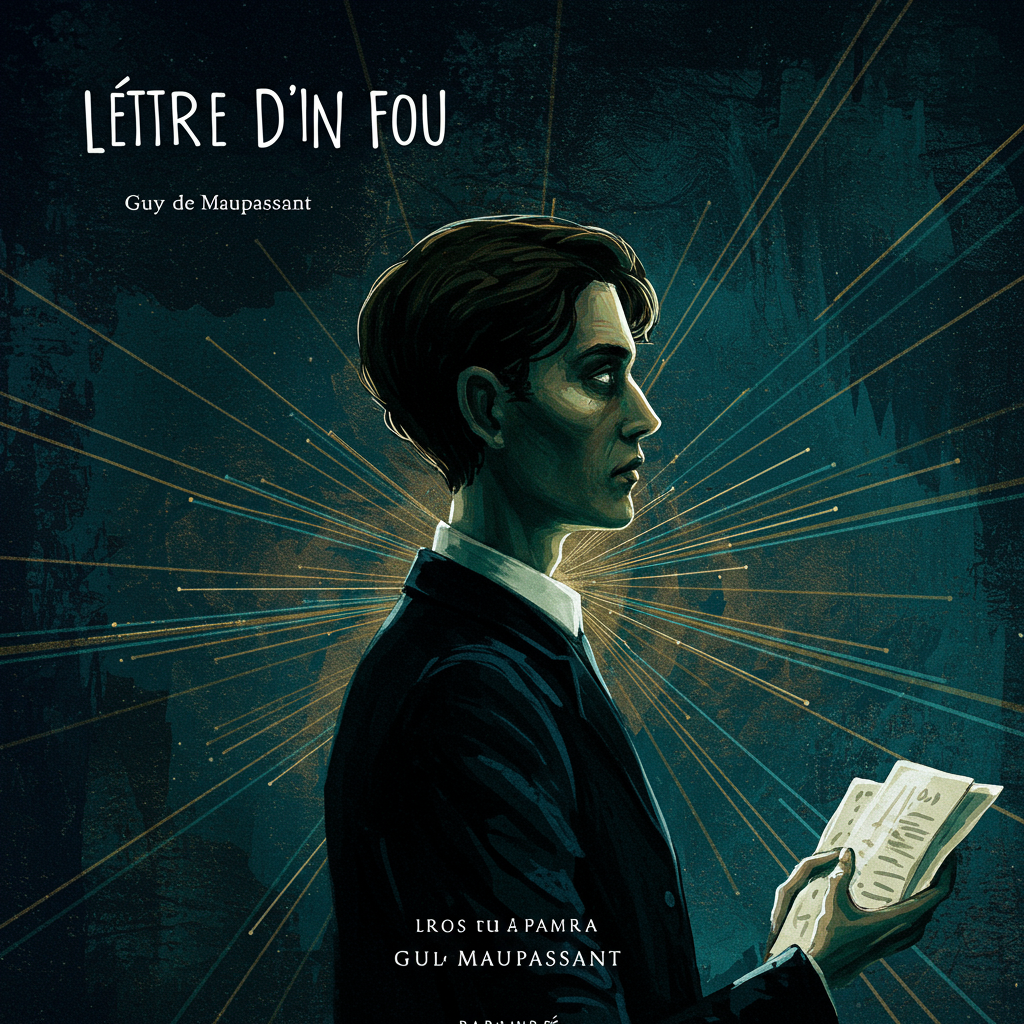 LÉTTRE D'IN FOU
Guy de Maupassant
LROS TU A PAMRA
GUL MAUPASSANT